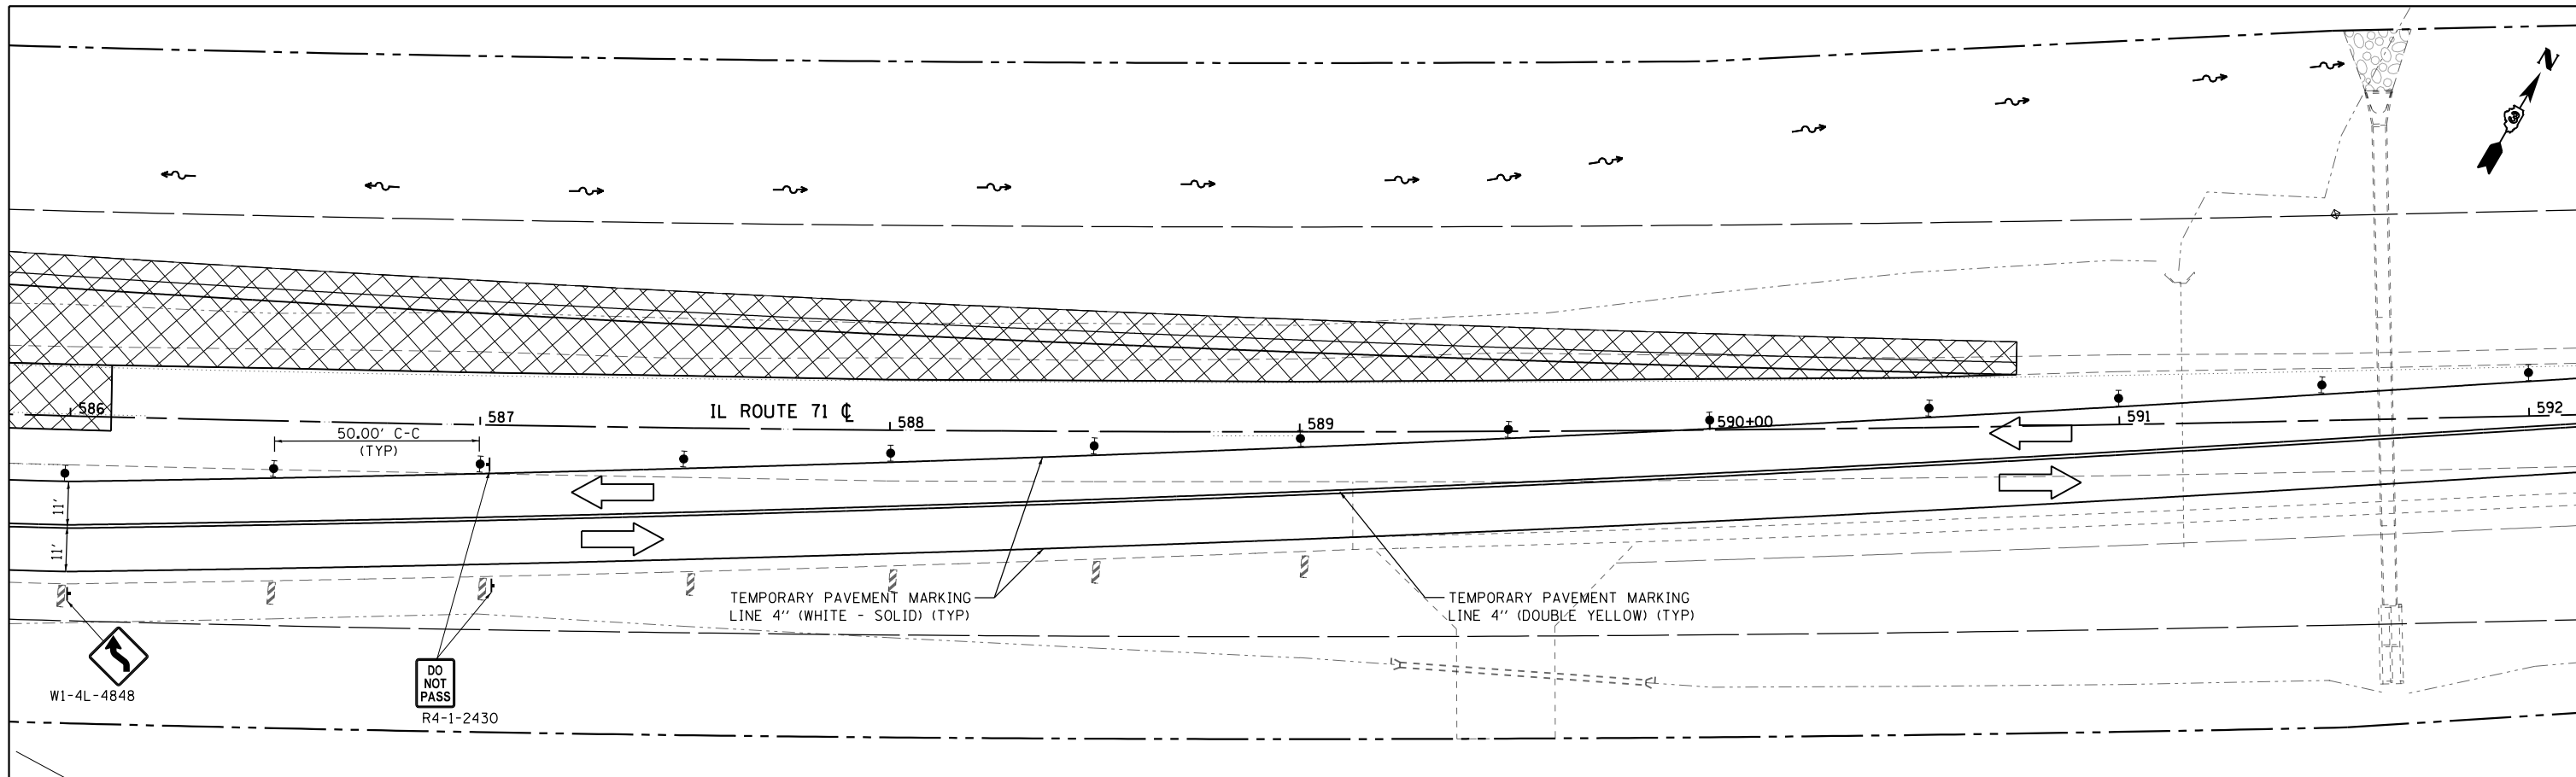 N
3
586
587
IL ROUTE 71 ℄
588
589
590+00
591
592
50.00' C-C
(TYP)
11'
11'
TEMPORARY PAVEMENT MARKING
LINE 4'' (WHITE - SOLID) (TYP)
TEMPORARY PAVEMENT MARKING
LINE 4'' (DOUBLE YELLOW) (TYP)
W1-4L-4848
DO
NOT
PASS
R4-1-2430